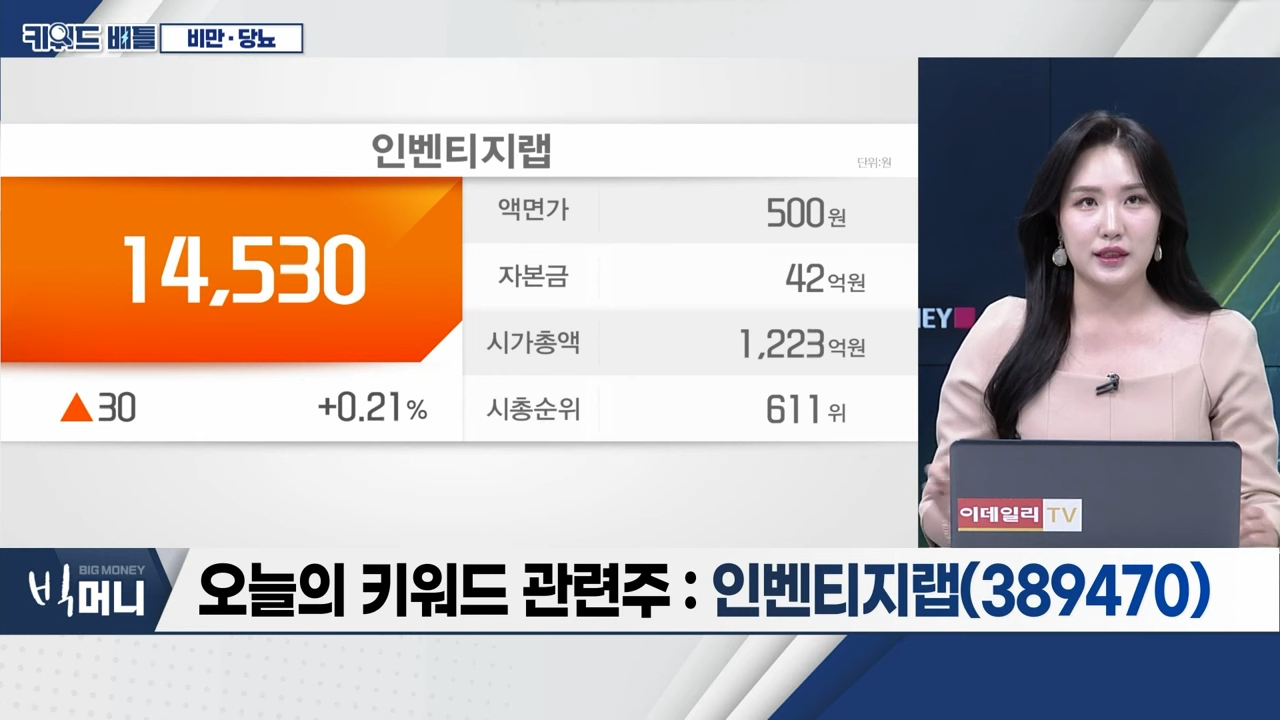 키워드 배틀
비만·당뇨
인벤티지랩
단위:원
14,530
▲30 +0.21%
액면가 500원
자본금 42억원
시가총액 1,223억원
시총순위 611위
NEY
이데일리TV
BIG MONEY
빅머니
오늘의 키워드 관련주 : 인벤티지랩(389470)